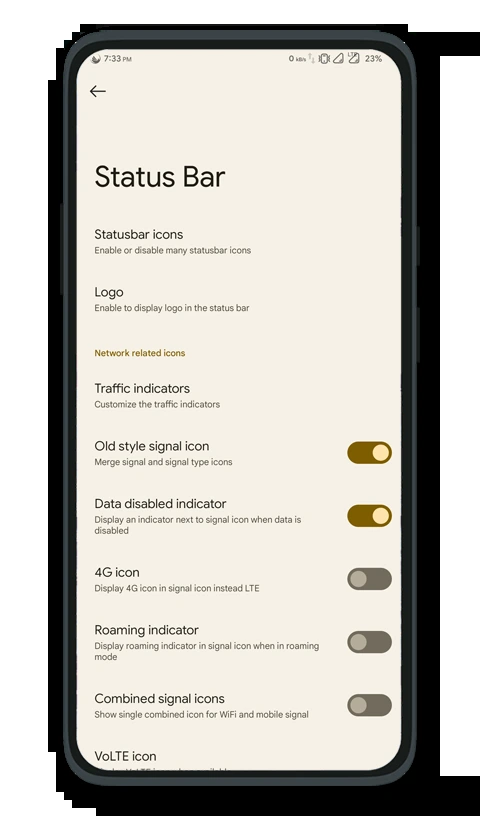 7:33 PM 0 kB/s LTE 23%
Status Bar
Statusbar icons
Enable or disable many statusbar icons
Logo
Enable to display logo in the status bar
Network related icons
Traffic indicators
Customize the traffic indicators
Old style signal icon
Merge signal and signal type icons
Data disabled indicator
Display an indicator next to signal icon when data is
disabled
4G icon
Display 4G icon in signal icon instead LTE
Roaming indicator
Display roaming indicator in signal icon when in roaming
mode
Combined signal icons
Show single combined icon for WiFi and mobile signal
VoLTE icon